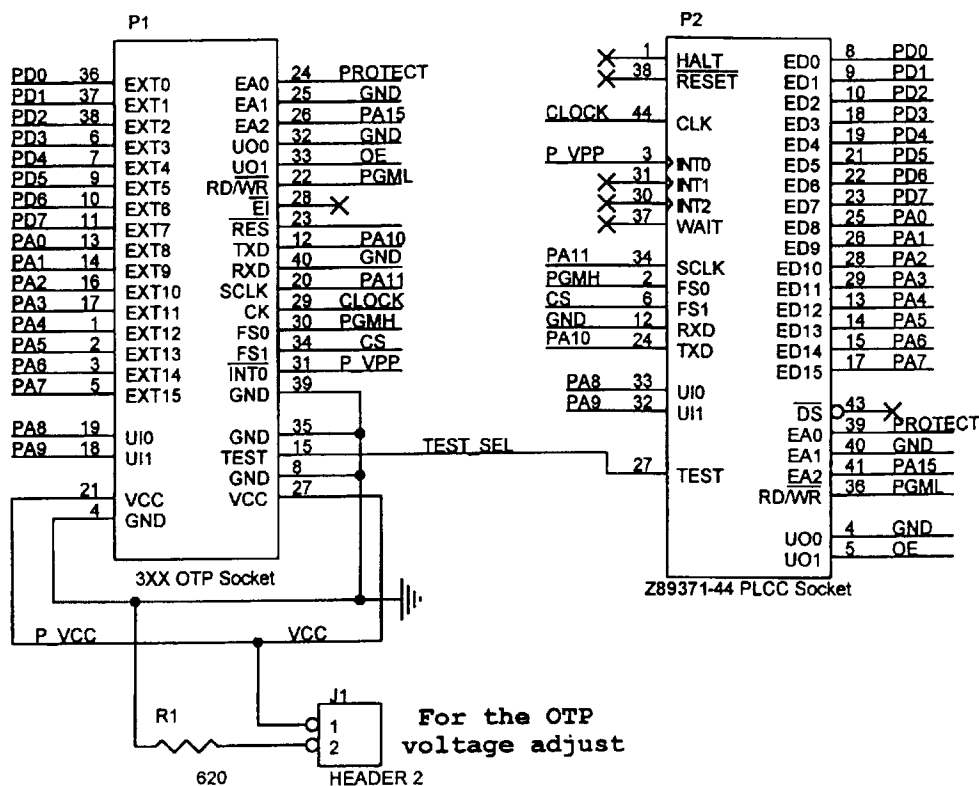 P1
PD0 36 EXT0 EA0 24 PROTECT
PD1 37 EXT1 EA1 25 GND
PD2 38 EXT2 EA2 26 PA15
PD3 6 EXT3 UO0 32 GND
PD4 7 EXT4 UO1 33 OE
PD5 9 EXT5 RD/WR 22 PGML
PD6 10 EXT6 EI 28
PD7 11 EXT7 RES 23
PA0 13 EXT8 TXD 12 PA10
PA1 14 EXT9 RXD 40 GND
PA2 16 EXT10 SCLK 20 PA11
PA3 17 EXT11 CK 29 CLOCK
PA4 1 EXT12 FS0 30 PGMH
PA5 2 EXT13 FS1 34 CS
PA6 3 EXT14 INT0 31 P_VPP
PA7 5 EXT15 GND 39
PA8 19 UI0 GND 35
PA9 18 UI1 TEST 15 TEST_SEL
GND 8
21 VCC VCC 27
4 GND
3XX OTP Socket
P_VCC VCC
R1
620
J1
1
2
HEADER 2
For the OTP
voltage adjust
P2
1 HALT ED0 8 PD0
38 RESET ED1 9 PD1
ED2 10 PD2
CLOCK 44 CLK ED3 18 PD3
ED4 19 PD4
P_VPP 3 INT0 ED5 21 PD5
31 INT1 ED6 22 PD6
30 INT2 ED7 23 PD7
37 WAIT ED8 25 PA0
ED9 26 PA1
PA11 34 SCLK ED10 28 PA2
PGMH 2 FS0 ED11 29 PA3
CS 6 FS1 ED12 13 PA4
GND 12 RXD ED13 14 PA5
PA10 24 TXD ED14 15 PA6
ED15 17 PA7
PA8 33 UI0
PA9 32 UI1 DS 43
EA0 39 PROTECT
EA1 40 GND
27 TEST EA2 41 PA15
RD/WR 36 PGML
UO0 4 GND
UO1 5 OE
Z89371-44 PLCC Socket